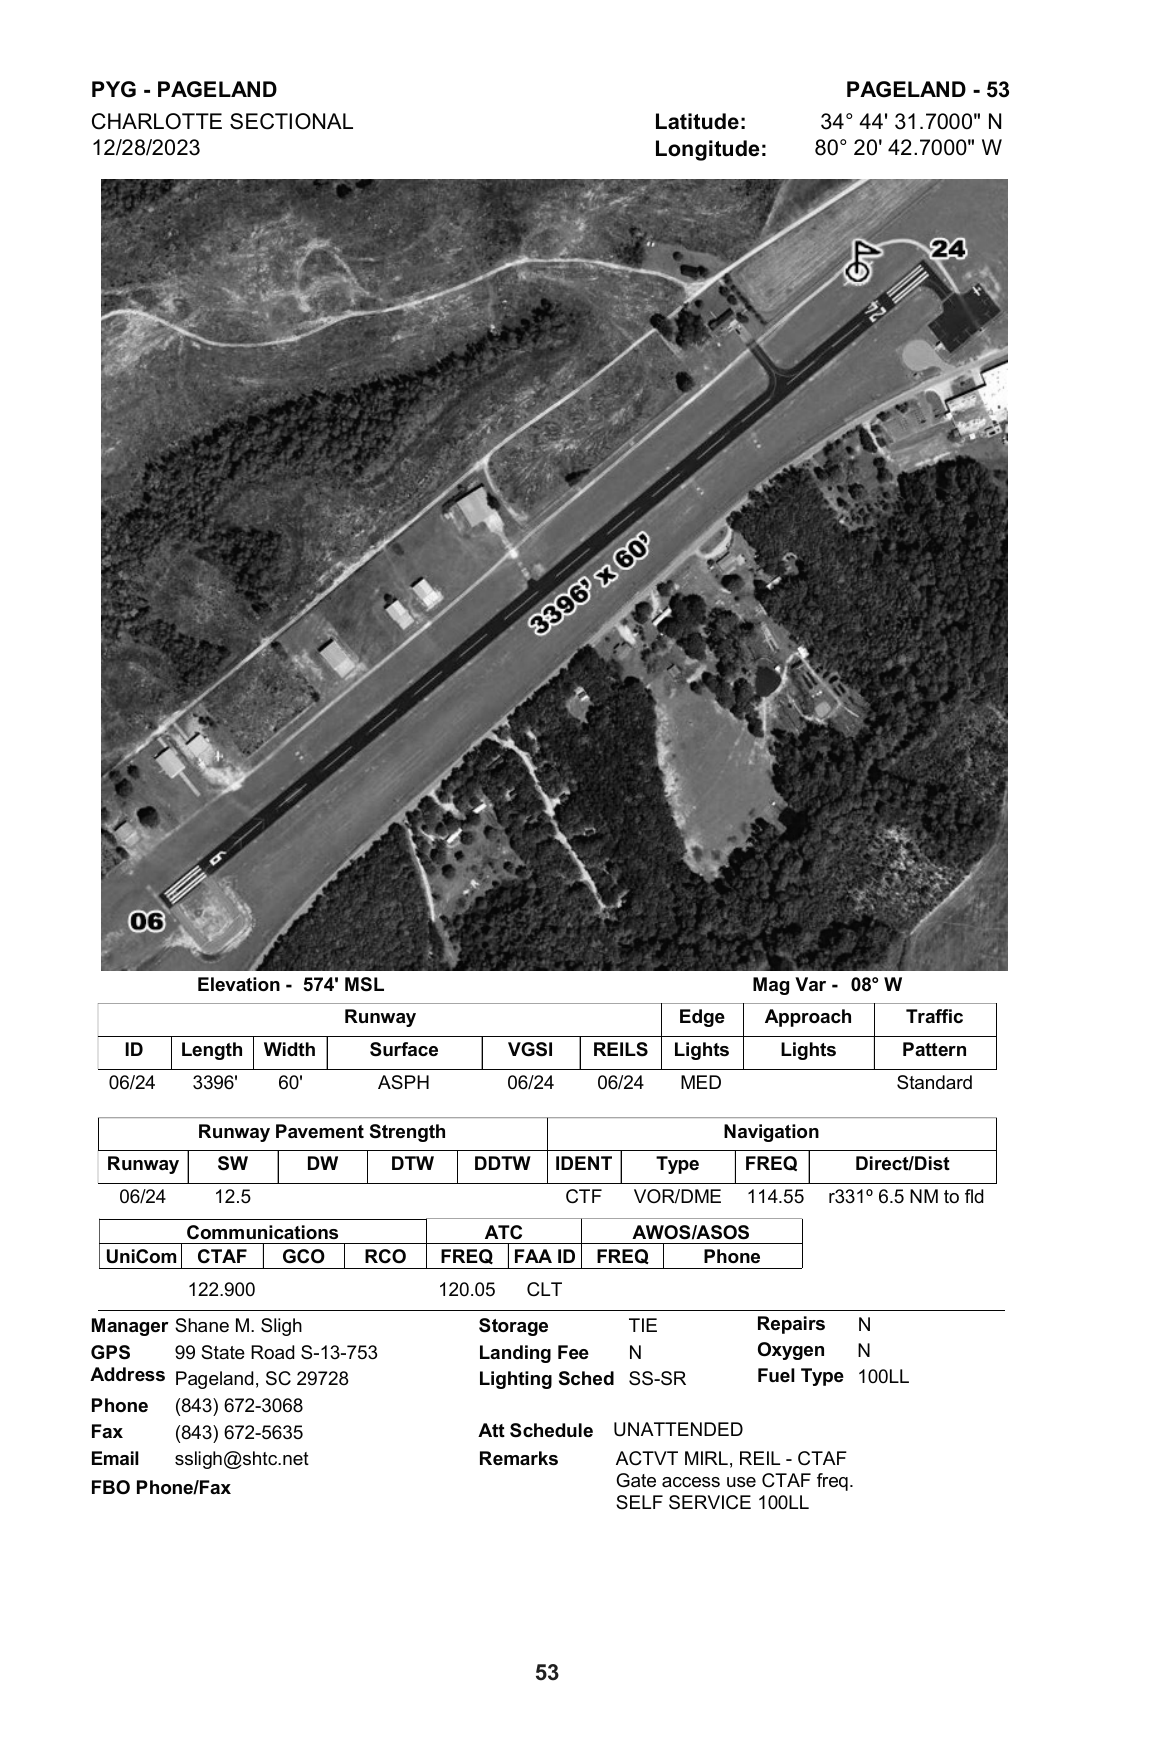 PYG - PAGELAND PAGELAND - 53
CHARLOTTE SECTIONAL Latitude: 34° 44' 31.7000" N
12/28/2023 Longitude: 80° 20' 42.7000" W
24
24
3396' x 60'
6
06
Elevation - 574' MSL Mag Var - 08° W
Runway Edge Approach Traffic
ID Length Width Surface VGSI REILS Lights Lights Pattern
06/24 3396' 60' ASPH 06/24 06/24 MED Standard
Runway Pavement Strength Navigation
Runway SW DW DTW DDTW IDENT Type FREQ Direct/Dist
06/24 12.5 CTF VOR/DME 114.55 r331º 6.5 NM to fld
Communications ATC AWOS/ASOS
UniCom CTAF GCO RCO FREQ FAA ID FREQ Phone
122.900 120.05 CLT
Manager Shane M. Sligh Storage TIE Repairs N
GPS 99 State Road S-13-753 Landing Fee N Oxygen N
Address Pageland, SC 29728 Lighting Sched SS-SR Fuel Type 100LL
Phone (843) 672-3068
Fax (843) 672-5635 Att Schedule UNATTENDED
Email ssligh@shtc.net Remarks ACTVT MIRL, REIL - CTAF
Gate access use CTAF freq.
FBO Phone/Fax
SELF SERVICE 100LL
53